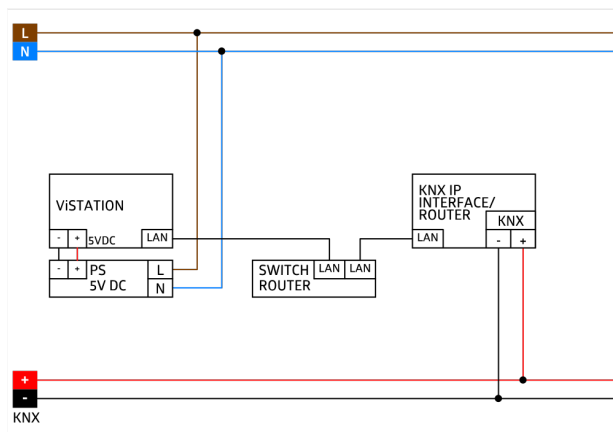 L
N
ViSTATION
- + 5VDC LAN
- + PS L
5V DC N
SWITCH LAN LAN
ROUTER
KNX IP
INTERFACE/
ROUTER KNX
LAN - +
+
-
KNX